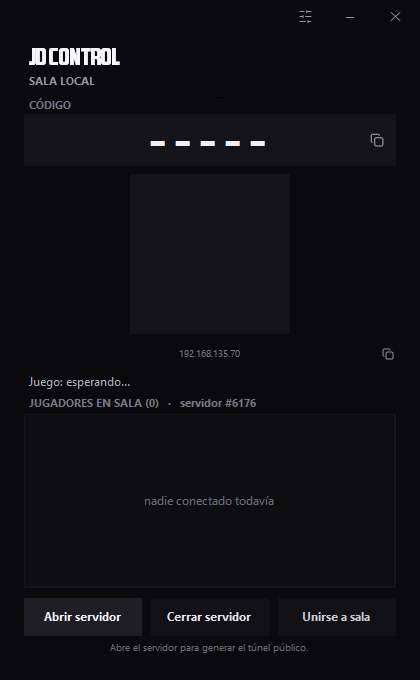 JD CONTROL
SALA LOCAL
CÓDIGO
– – – – –
192.168.135.70
Juego: esperando...
JUGADORES EN SALA (0) · servidor #6176
nadie conectado todavía
Abrir servidor Cerrar servidor Unirse a sala
Abre el servidor para generar el túnel público.